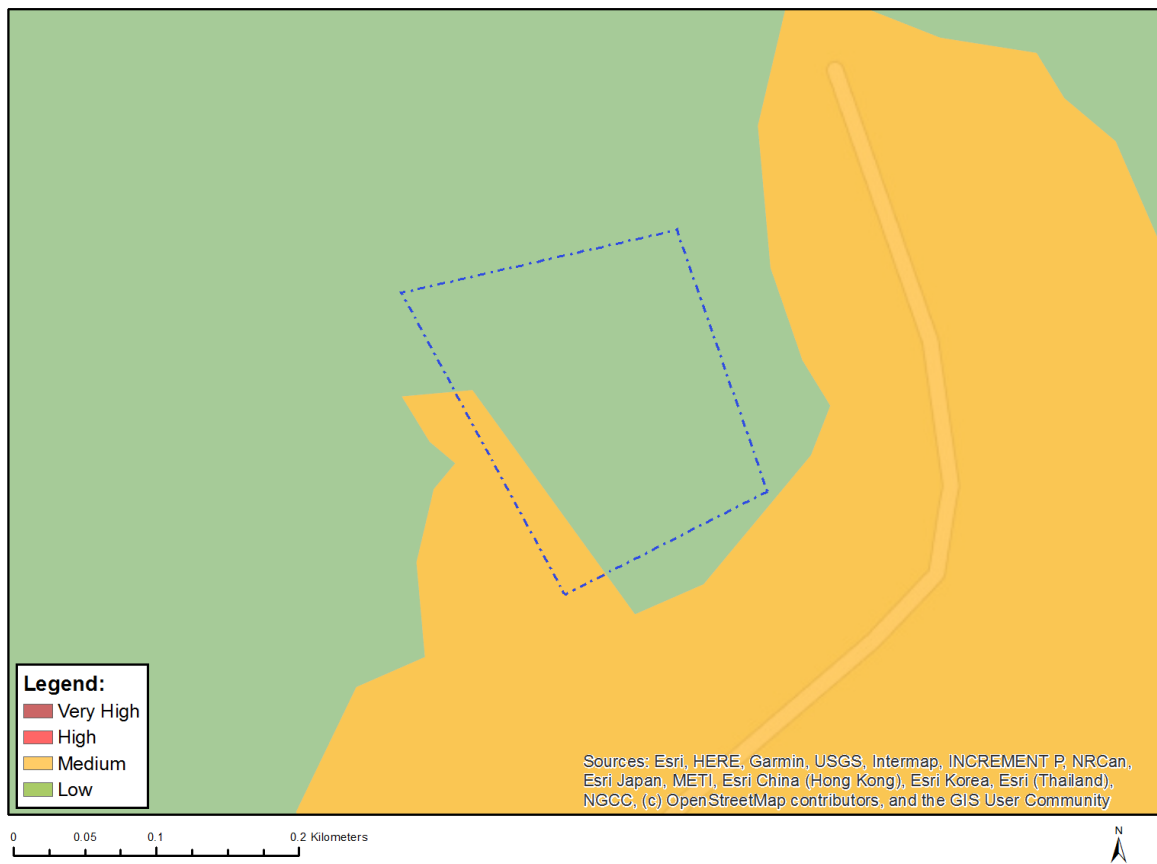 Legend:
Very High
High
Medium
Low
Sources: Esri, HERE, Garmin, USGS, Intermap, INCREMENT P, NRCan,
Esri Japan, METI, Esri China (Hong Kong), Esri Korea, Esri (Thailand),
NGCC, (c) OpenStreetMap contributors, and the GIS User Community
0 0.05 0.1 0.2 Kilometers
N